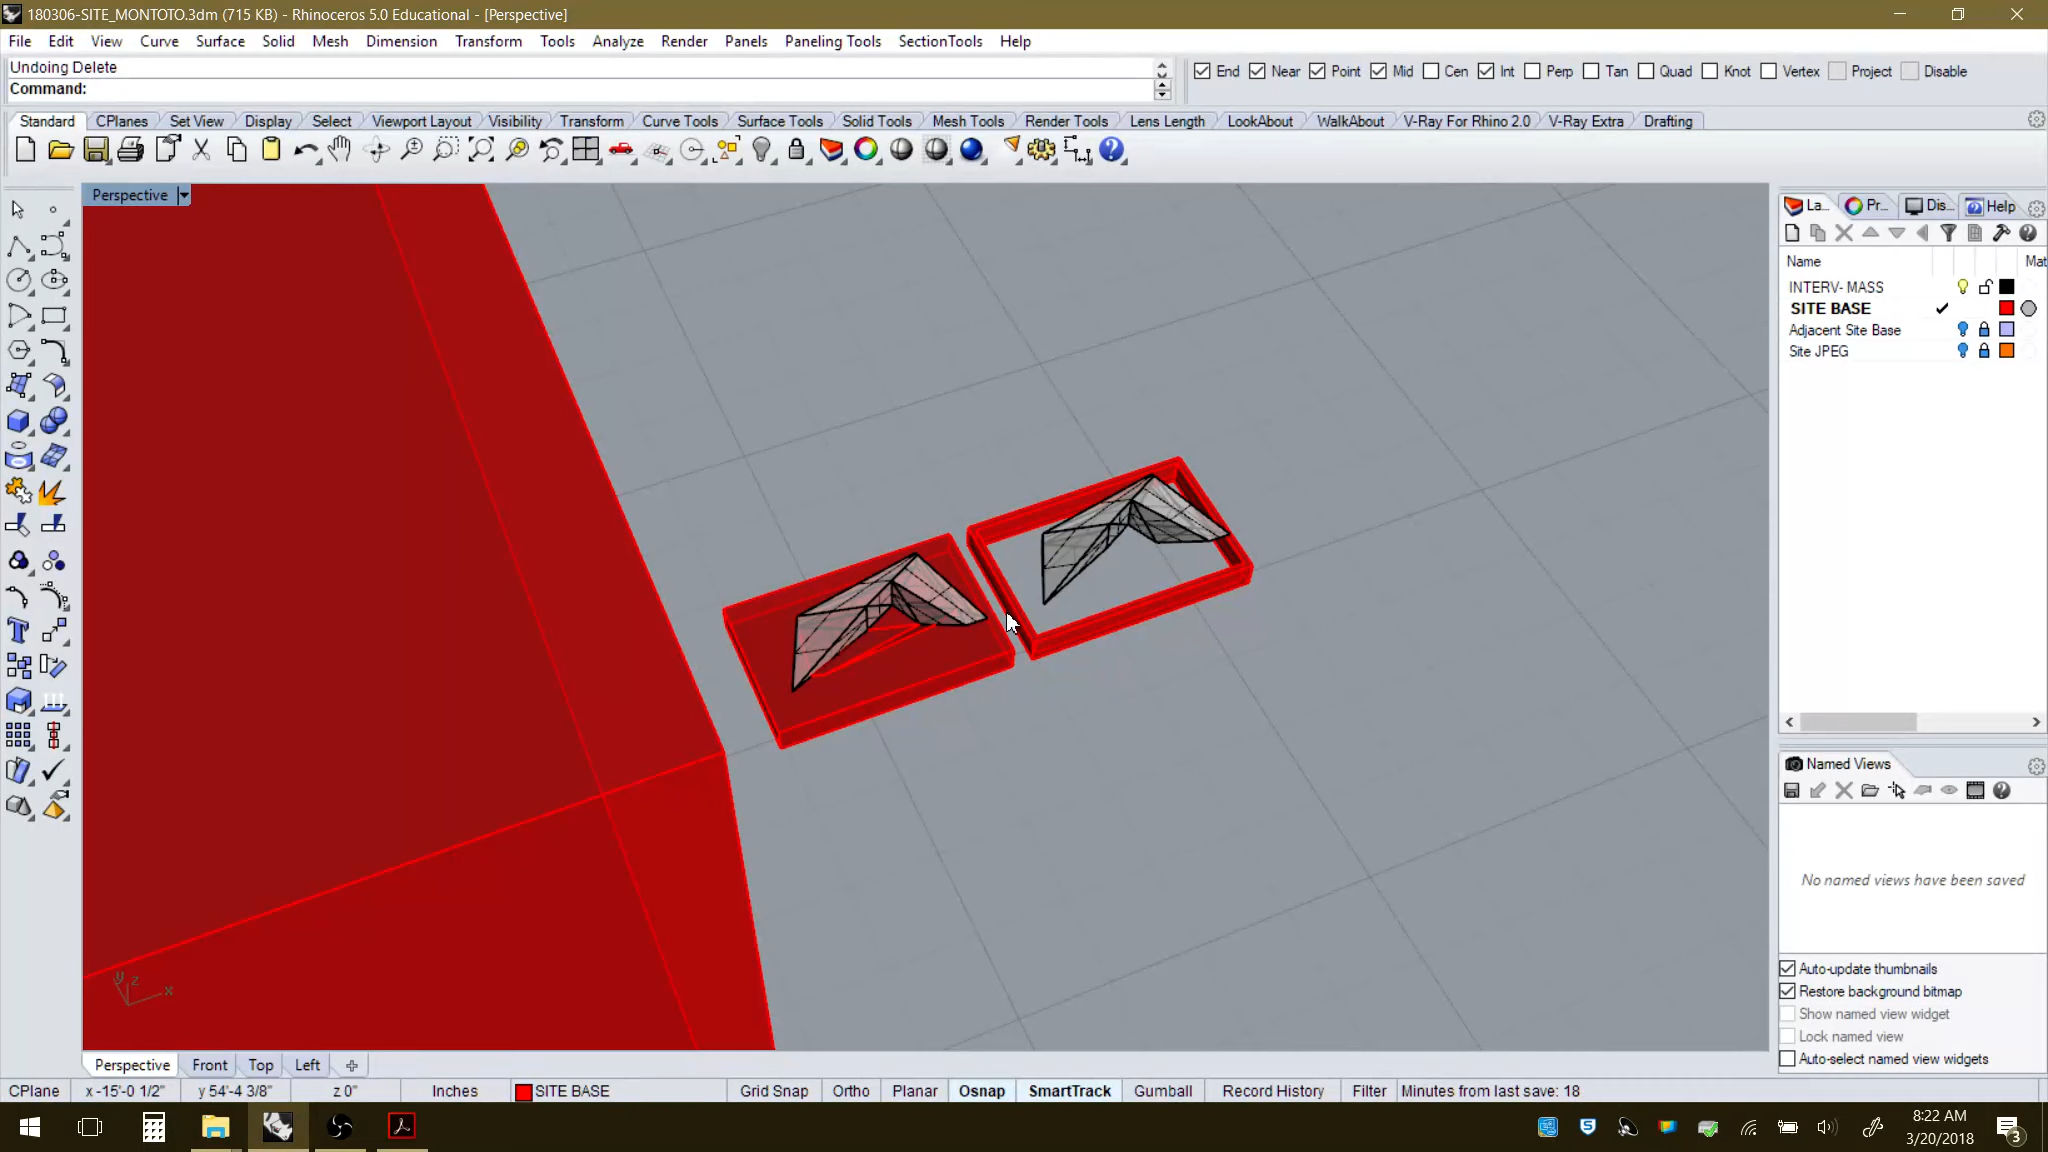 180306-SITE_MONTOTO.3dm (715 KB) - Rhinoceros 5.0 Educational - [Perspective]
File Edit View Curve Surface Solid Mesh Dimension Transform Tools Analyze Render Panels Paneling Tools SectionTools Help
Undoing Delete
Command:
End Near Point Mid Cen Int Perp Tan Quad Knot Vertex Project Disable
Standard CPlanes Set View Display Select Viewport Layout Visibility Transform Curve Tools Surface Tools Solid Tools Mesh Tools Render Tools Lens Length LookAbout WalkAbout V-Ray For Rhino 2.0 V-Ray Extra Drafting
Perspective
La... Pr... Dis... Help
Name Mat
INTERV- MASS
SITE BASE
Adjacent Site Base
Site JPEG
Named Views
No named views have been saved
Auto-update thumbnails
Restore background bitmap
Show named view widget
Lock named view
Auto-select named view widgets
y z x
Perspective Front Top Left
CPlane x -15'-0 1/2" y 54'-4 3/8" z 0" Inches SITE BASE Grid Snap Ortho Planar Osnap SmartTrack Gumball Record History Filter Minutes from last save: 18
8:22 AM
3/20/2018
3